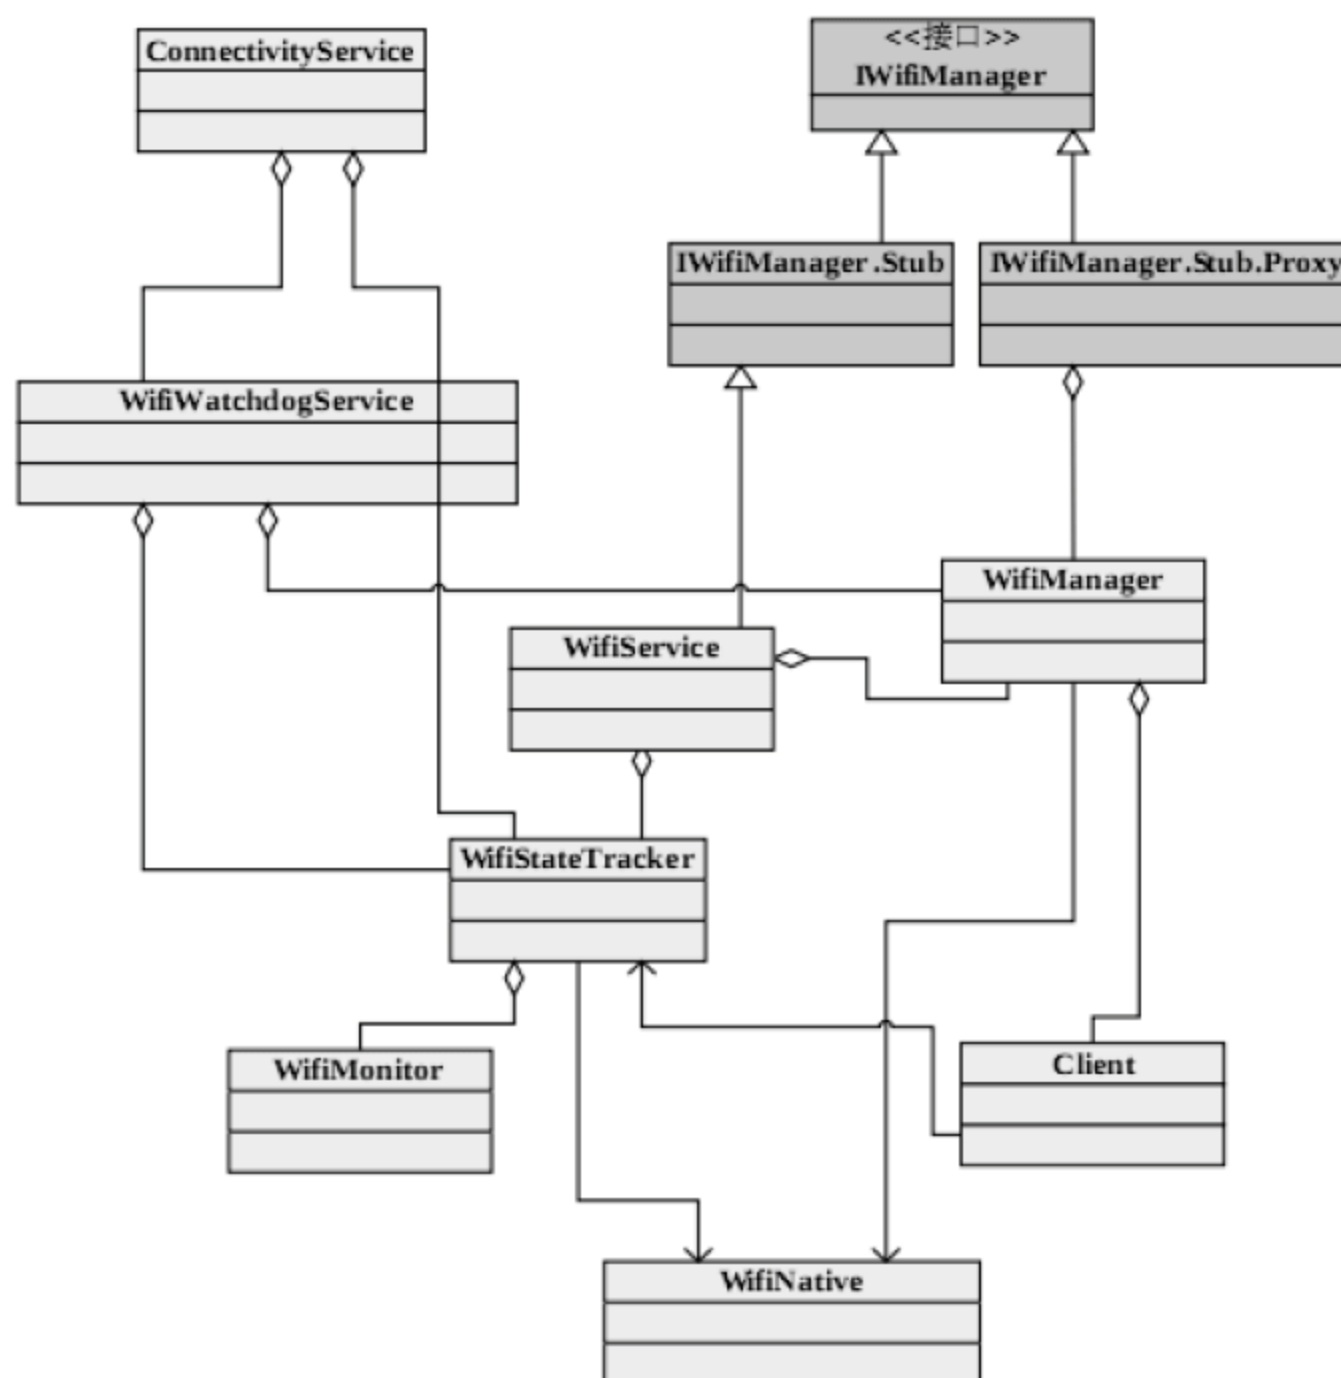 ConnectivityService
<<接口>>
IWifiManager
IWifiManager.Stub
IWifiManager.Stub.Proxy
WifiWatchdogService
WifiManager
WifiService
WifiStateTracker
WifiMonitor
Client
WifiNative